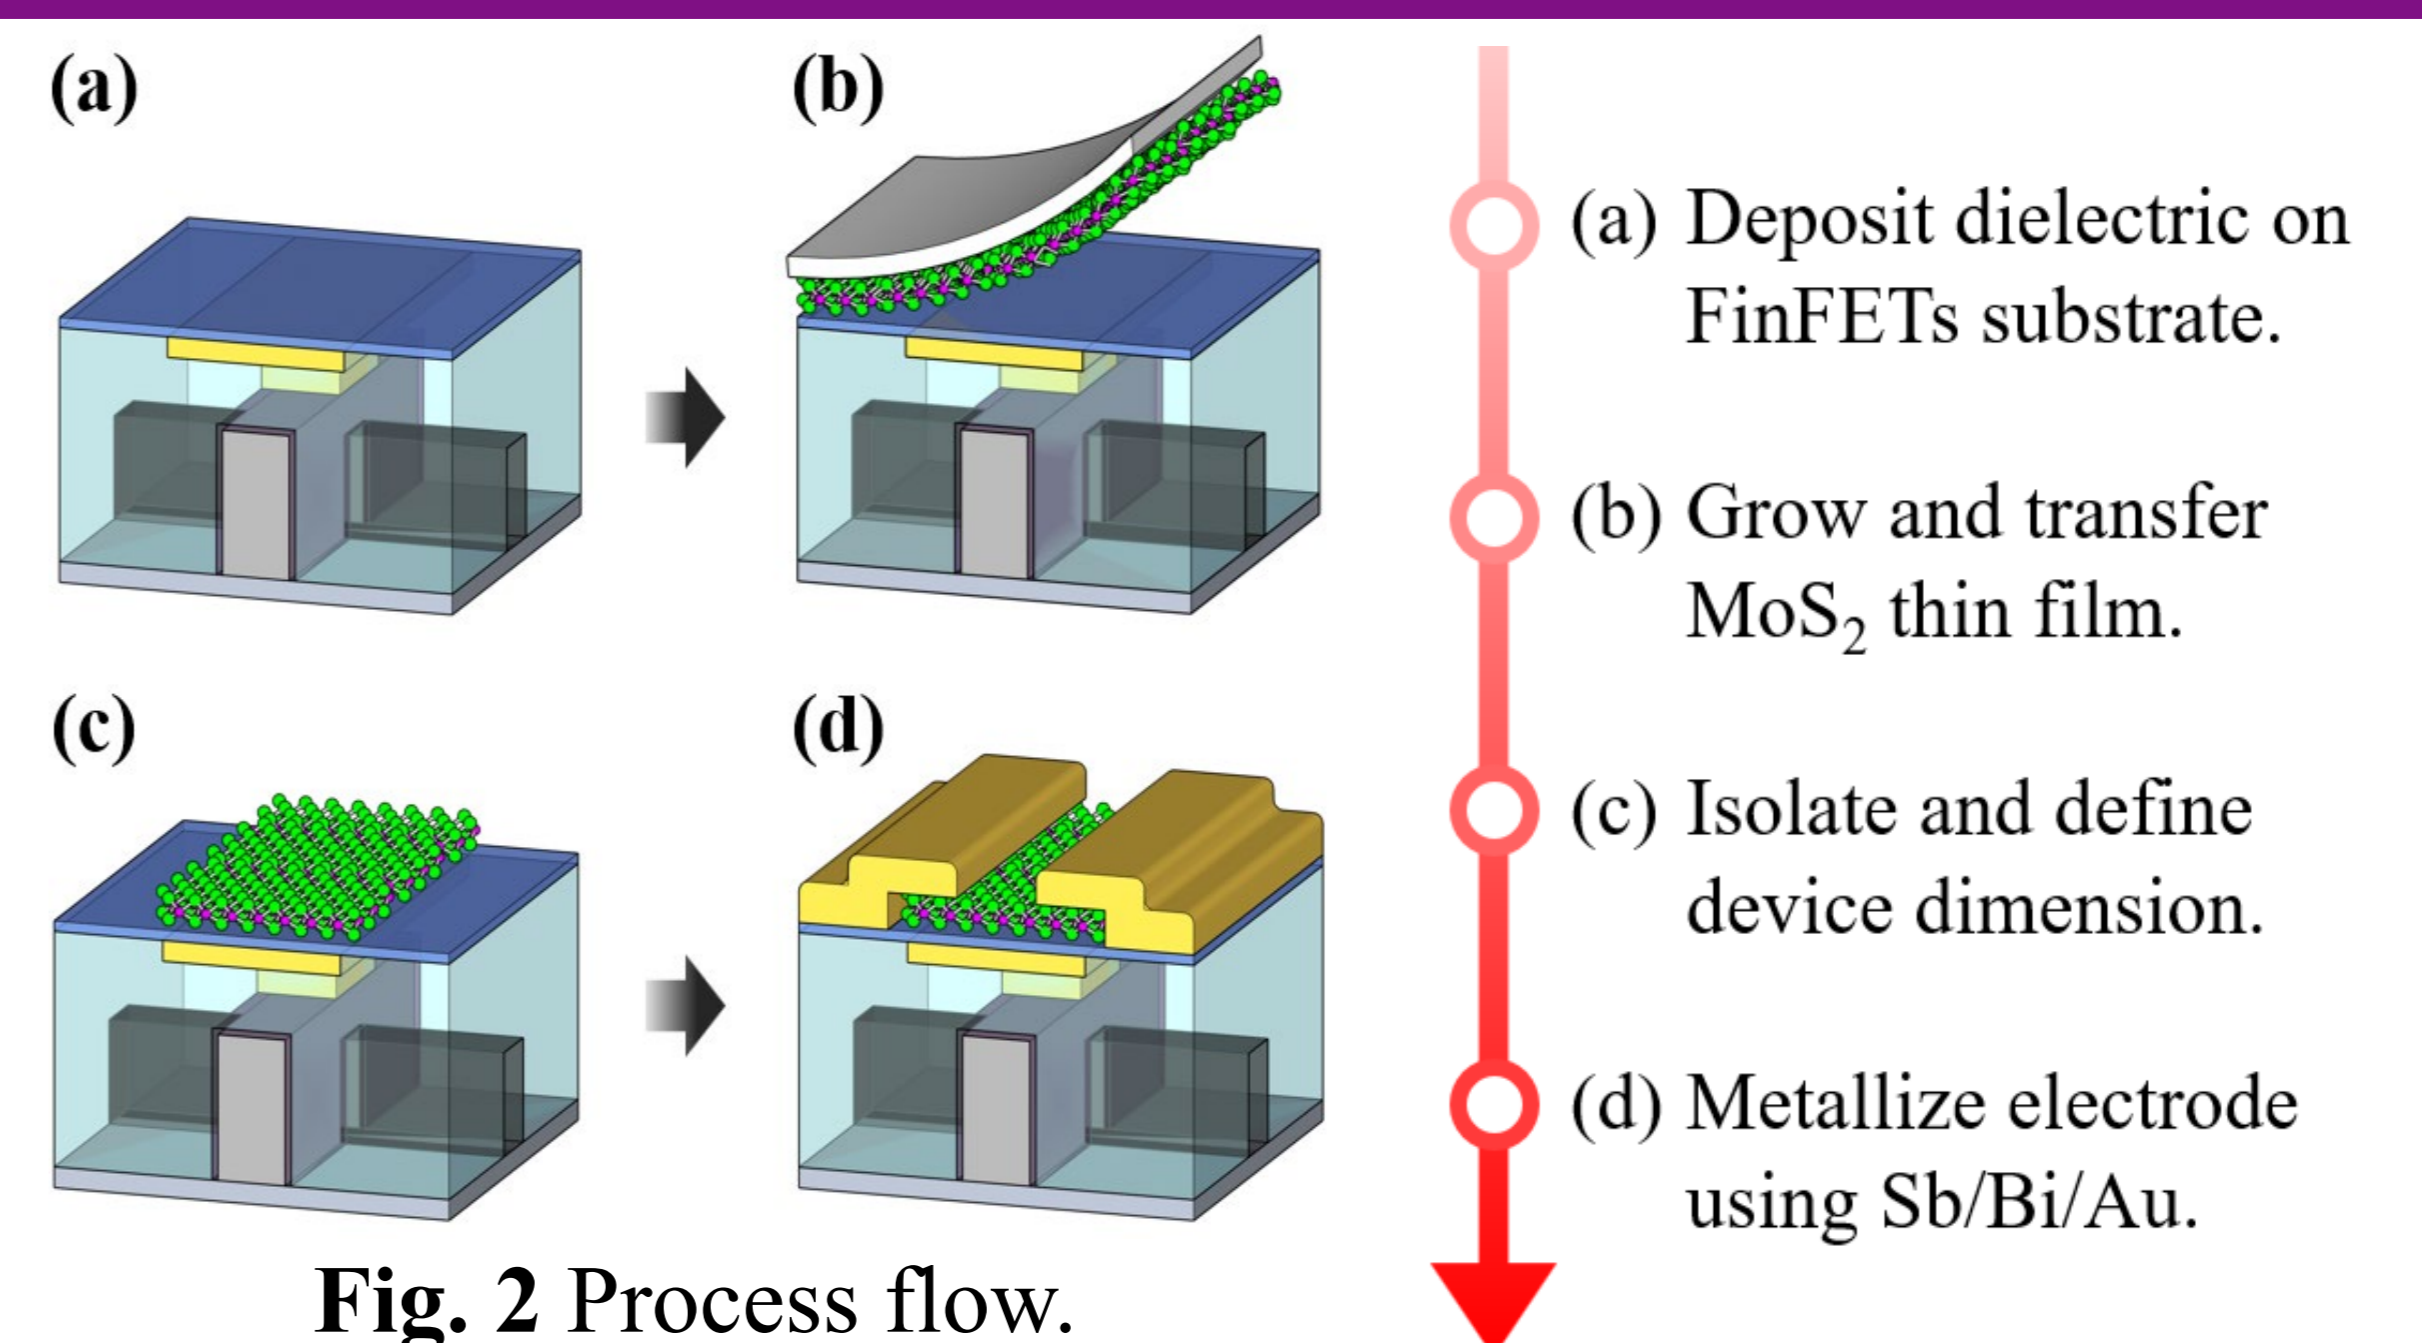 (a)
(b)
(c)
(d)
Fig. 2 Process flow.
(a) Deposit dielectric on
FinFETs substrate.
(b) Grow and transfer
MoS₂ thin film.
(c) Isolate and define
device dimension.
(d) Metallize electrode
using Sb/Bi/Au.